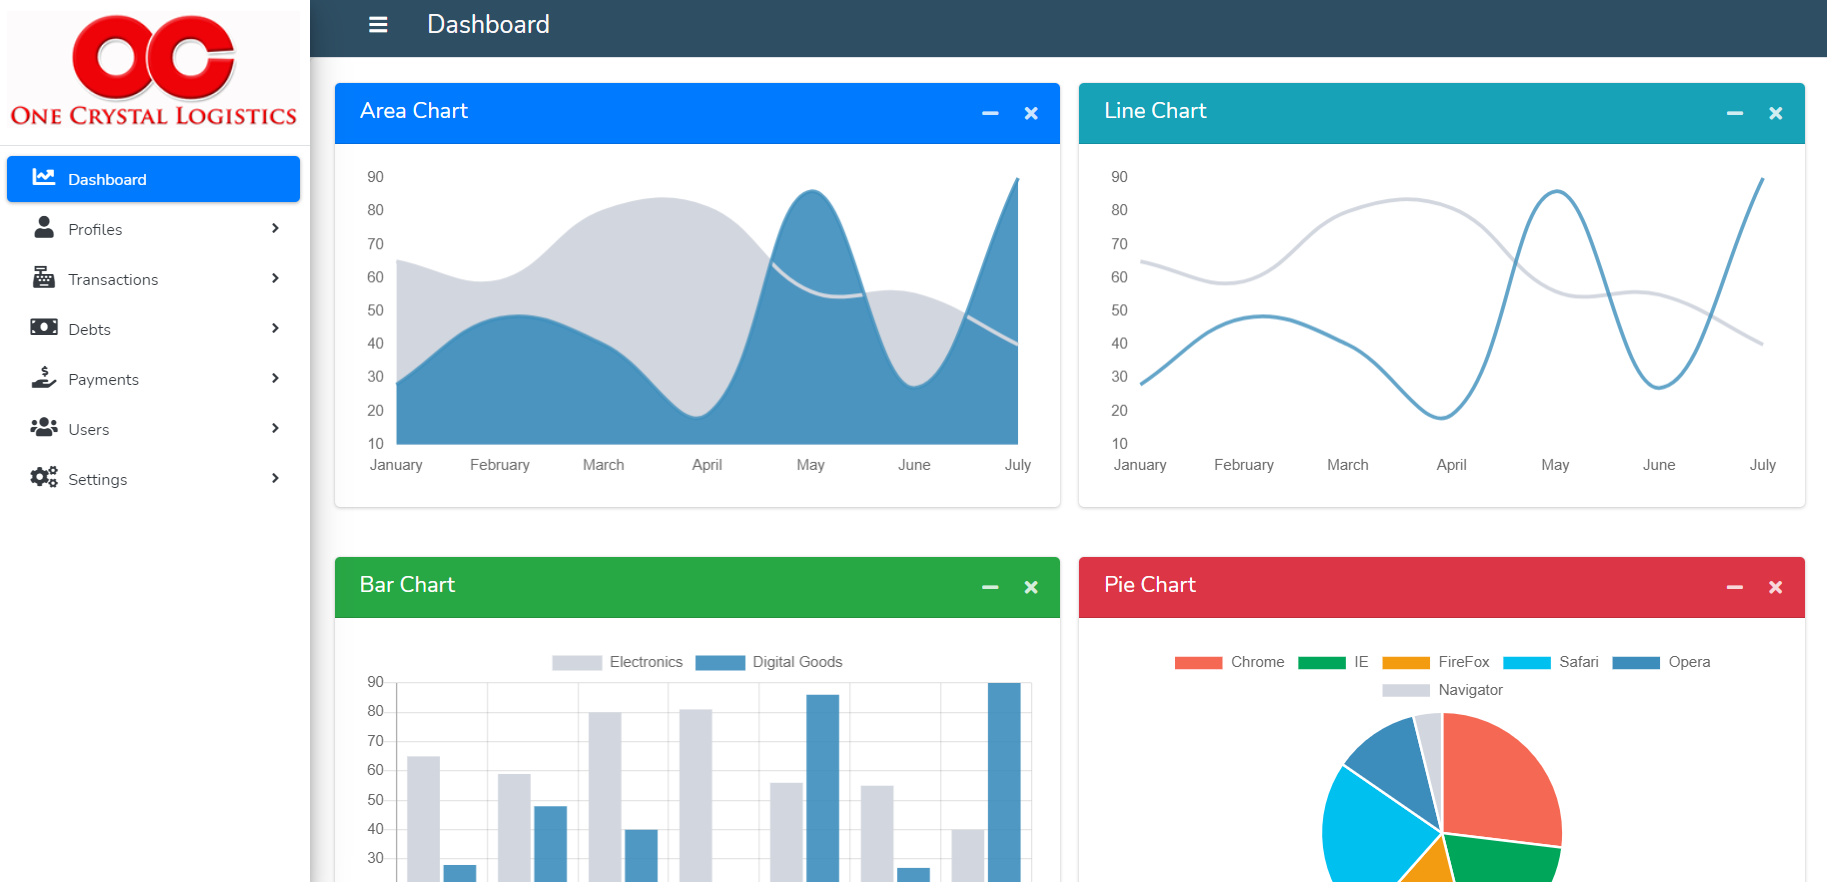 OC
ONE CRYSTAL LOGISTICS
Dashboard
Profiles
Transactions
Debts
Payments
Users
Settings
Dashboard
Area Chart
90
80
70
60
50
40
30
20
10
January February March April May June July
Line Chart
90
80
70
60
50
40
30
20
10
January February March April May June July
Bar Chart
Electronics Digital Goods
90
80
70
60
50
40
30
Pie Chart
Chrome IE FireFox Safari Opera
Navigator